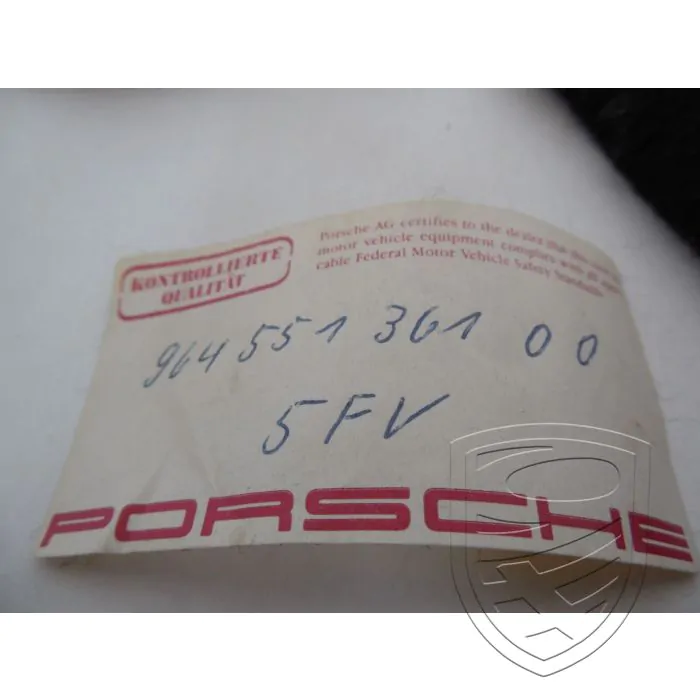 KONTROLLIERTE
QUALITÄT
Porsche AG certifies to the dealer that this
motor vehicle equipment complies with all
cable Federal Motor Vehicle Safety Standards
964 551 361 00
5FV
PORSCHE